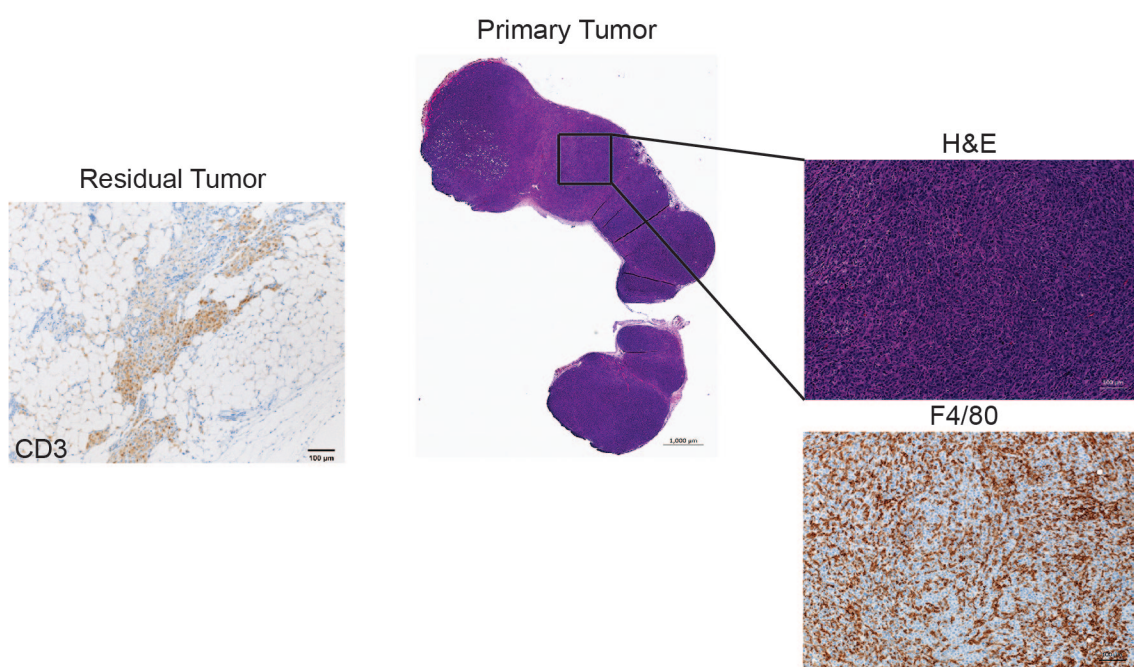 Primary Tumor
H&E
Residual Tumor
CD3
100 µm
1,000 µm
F4/80